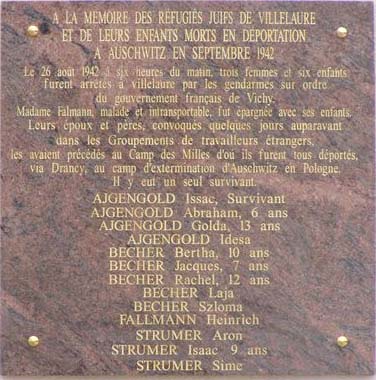 A LA MEMOIRE DES REFUGIES JUIFS DE VILLELAURE
ET DE LEURS ENFANTS MORTS EN DEPORTATION
A AUSCHWITZ EN SEPTEMBRE 1942
Le 26 août 1942 à six heures du matin, trois femmes et six enfants
furent arrêtés à villelaure par les gendarmes sur ordre
du gouvernement français de Vichy.
Madame Falmann, malade et intransportable, fut épargnée avec ses enfants.
Leurs époux et pères, convoqués quelques jours auparavant
dans les Groupements de travailleurs étrangers,
les avaient précédés au Camp des Milles d'où ils furent tous déportés,
via Drancy, au camp d'extermination d'Auschwitz en Pologne.
Il y eut un seul survivant.
AJGENGOLD Issac, Survivant
AJGENGOLD Abraham, 6 ans
AJGENGOLD Golda, 13 ans
AJGENGOLD Idesa
BECHER Bertha, 10 ans
BECHER Jacques, 7 ans
BECHER Rachel, 12 ans
BECHER Laja
BECHER Szloma
FALLMANN Heinrich
STRUMER Aron
STRUMER Isaac 9 ans
STRUMER Sime